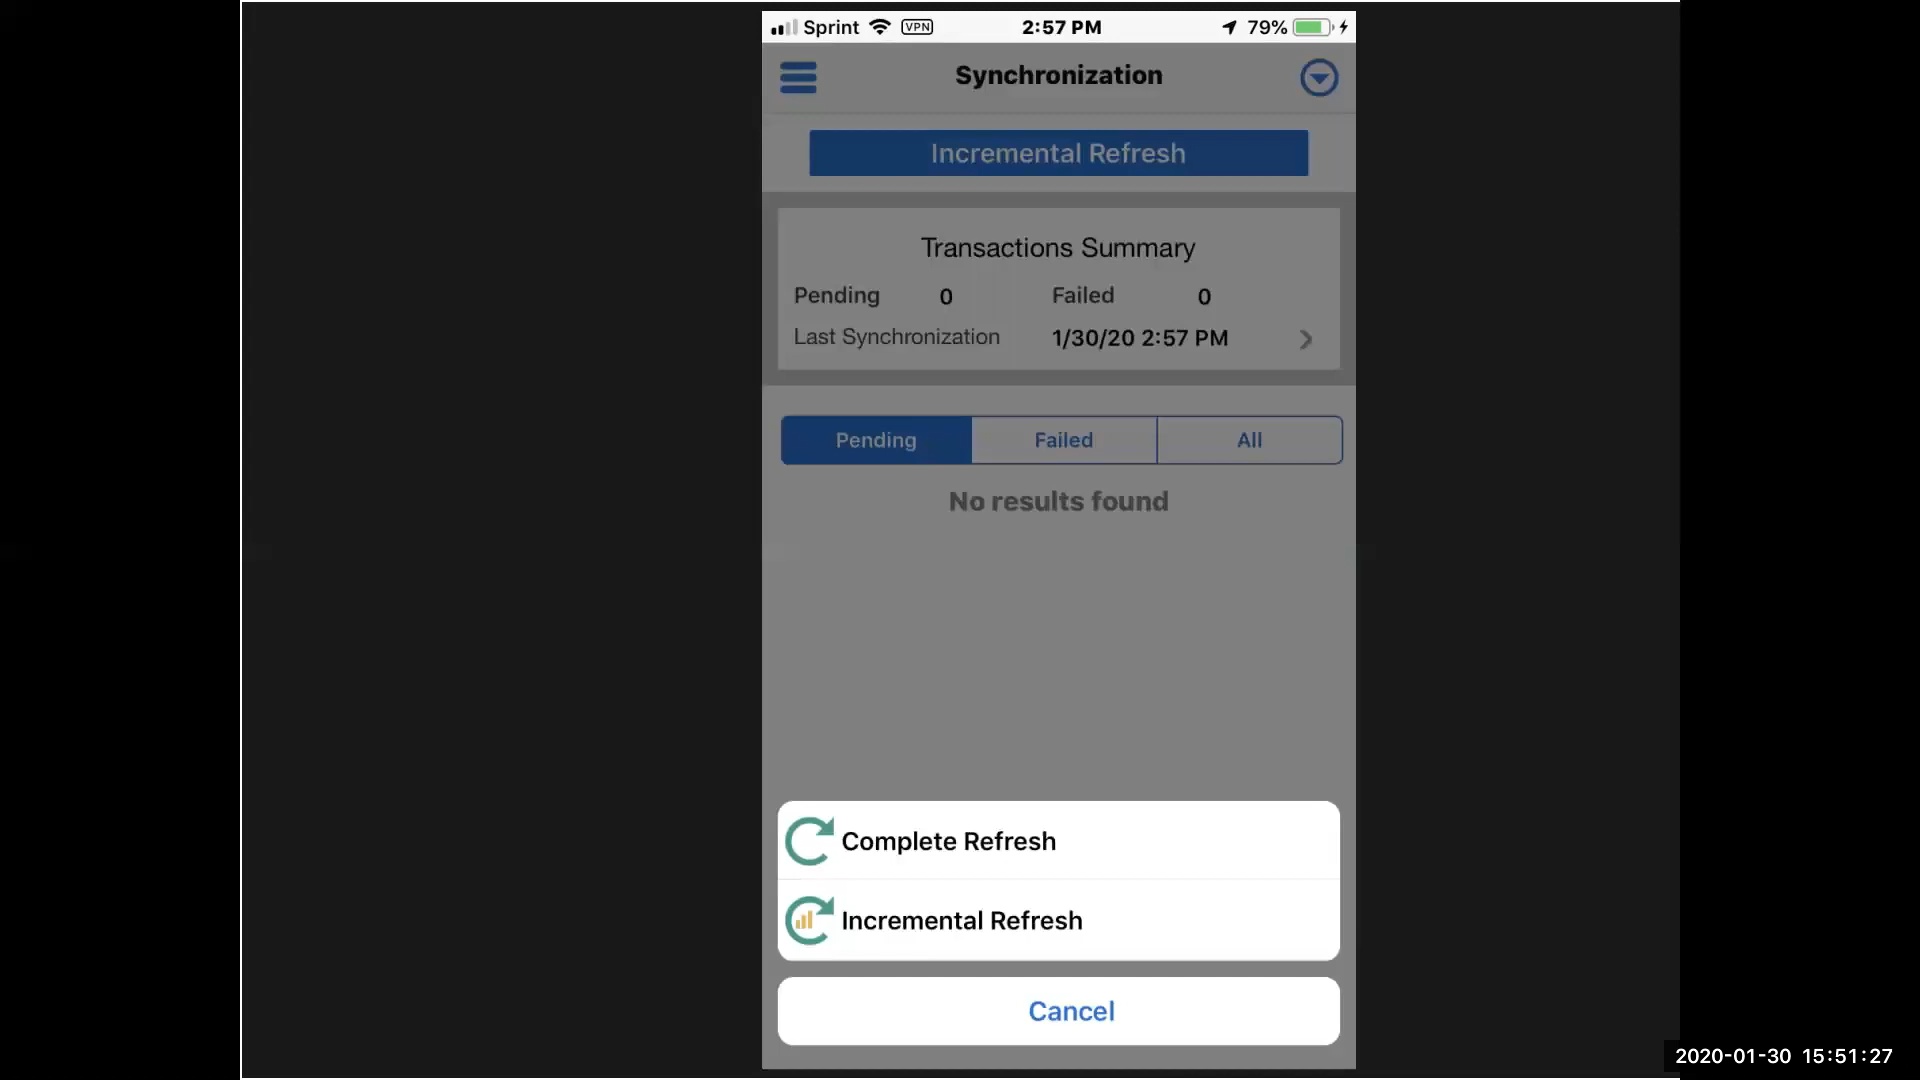 Sprint VPN 2:57 PM 79%
Synchronization
Incremental Refresh
Transactions Summary
Pending 0 Failed 0
Last Synchronization 1/30/20 2:57 PM
Pending Failed All
No results found
Complete Refresh
Incremental Refresh
Cancel
2020-01-30 15:51:27